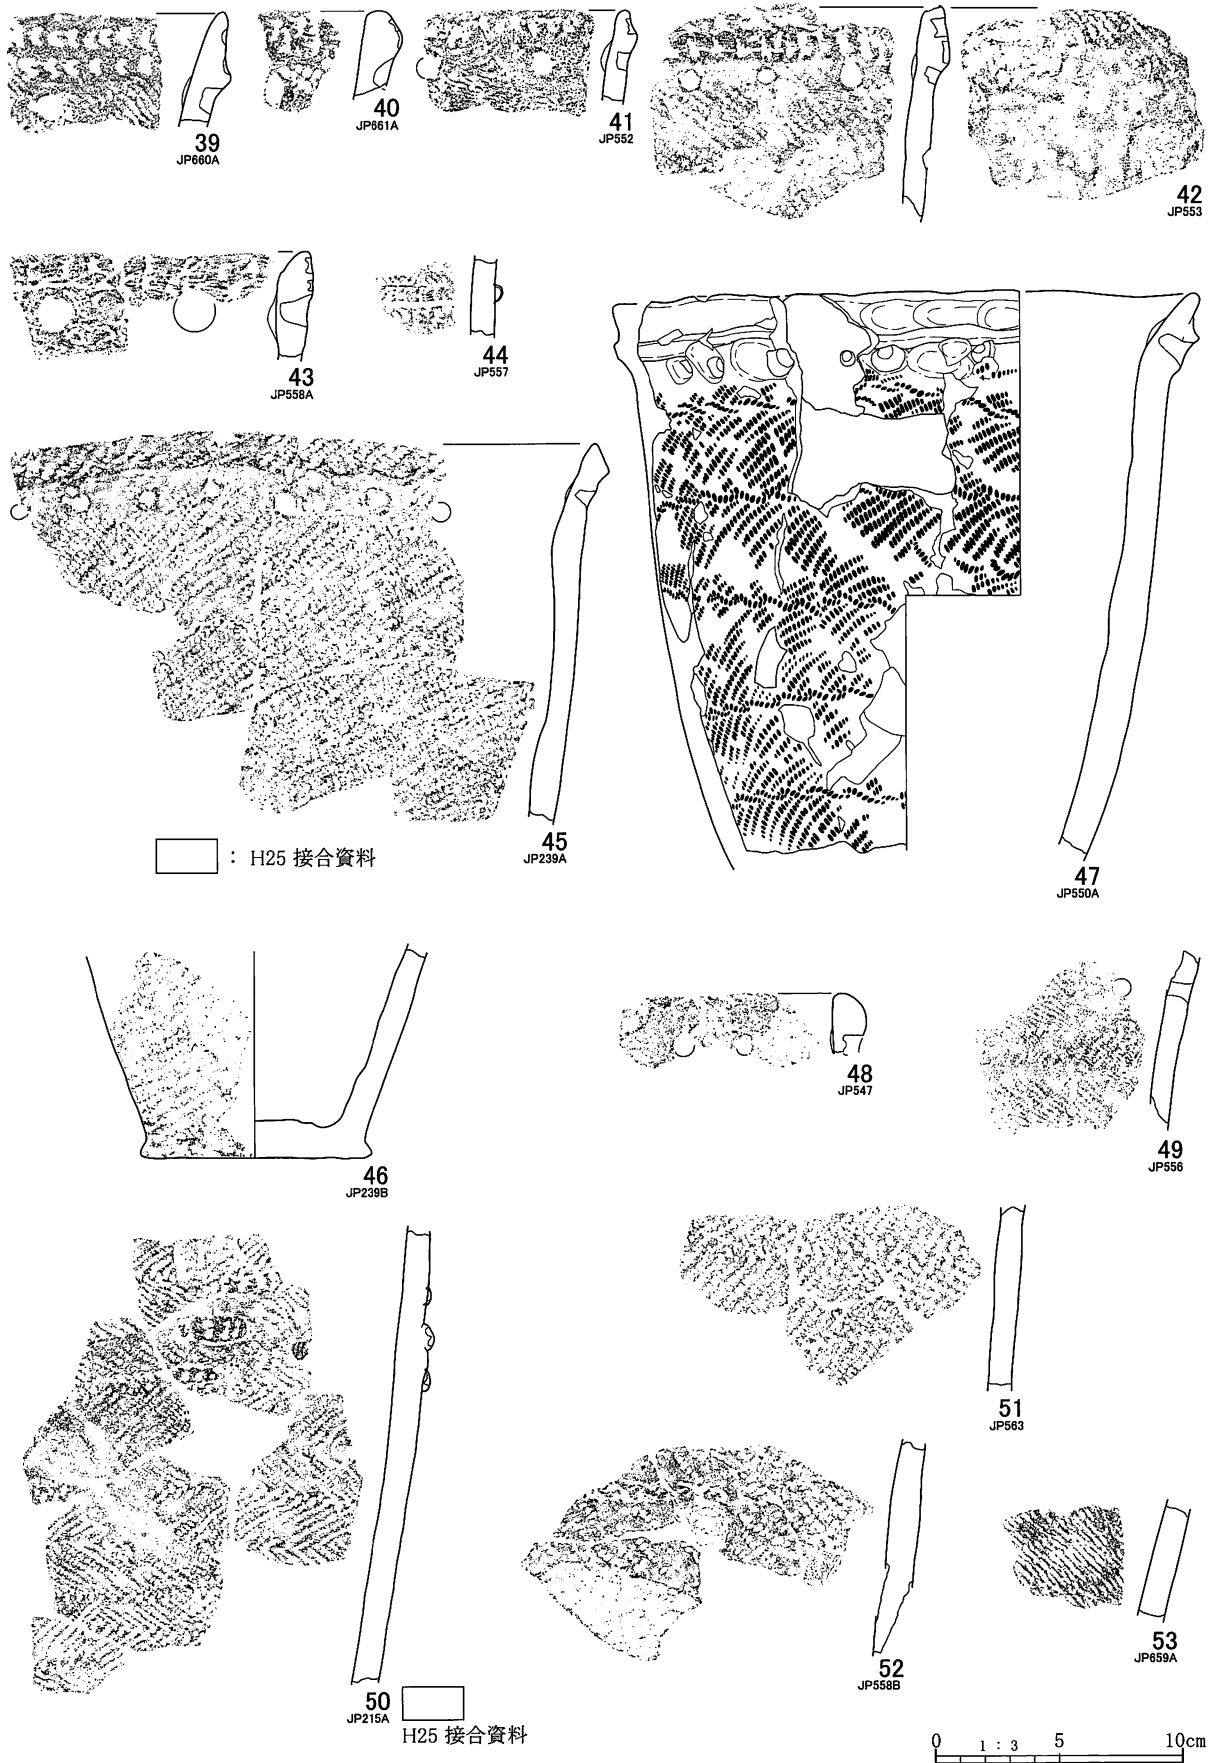 39
JP660A
40
JP661A
41
JP552
42
JP553
43
JP558A
44
JP557
45
JP239A
： H25 接合資料
47
JP550A
46
JP239B
48
JP547
49
JP556
50
JP215A
H25 接合資料
51
JP563
52
JP558B
53
JP659A
0 1 : 3 5 10cm